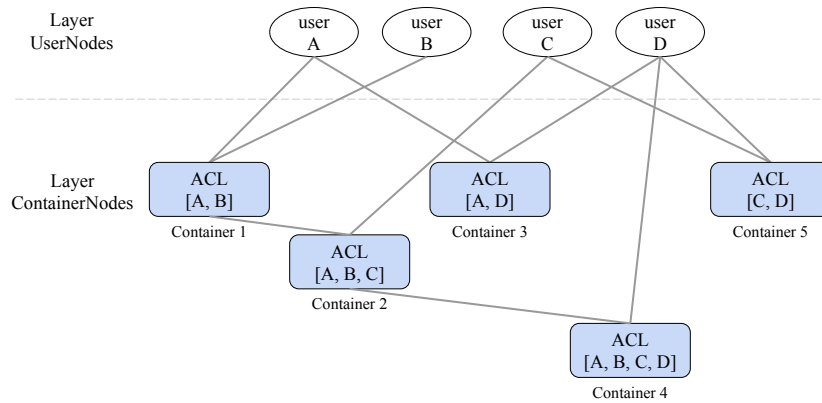 Layer
UserNodes
user
A
user
B
user
C
user
D
Layer
ContainerNodes
ACL
[A, B]
Container 1
ACL
[A, D]
Container 3
ACL
[C, D]
Container 5
ACL
[A, B, C]
Container 2
ACL
[A, B, C, D]
Container 4